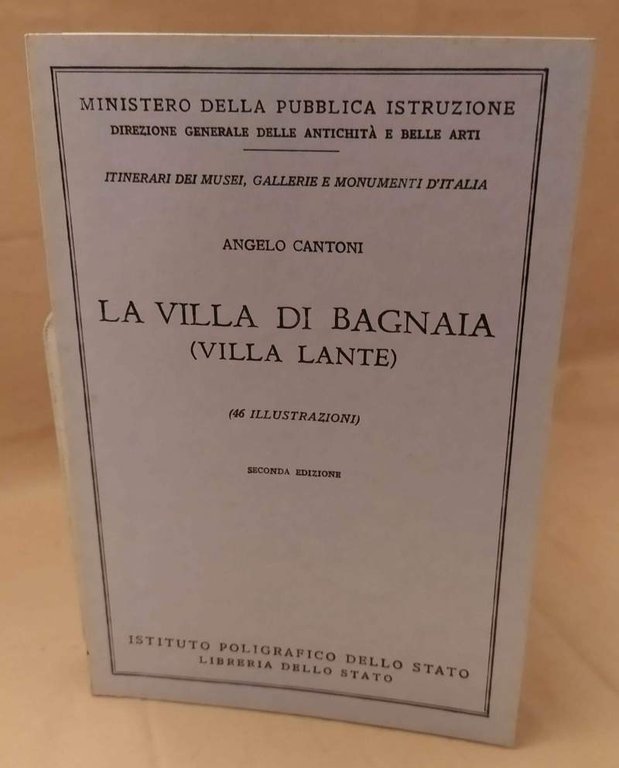 MINISTERO DELLA PUBBLICA ISTRUZIONE
DIREZIONE GENERALE DELLE ANTICHITÀ E BELLE ARTI
ITINERARI DEI MUSEI, GALLERIE E MONUMENTI D'ITALIA
ANGELO CANTONI
LA VILLA DI BAGNAIA
(VILLA LANTE)
(46 ILLUSTRAZIONI)
SECONDA EDIZIONE
ISTITUTO POLIGRAFICO DELLO STATO
LIBRERIA DELLO STATO